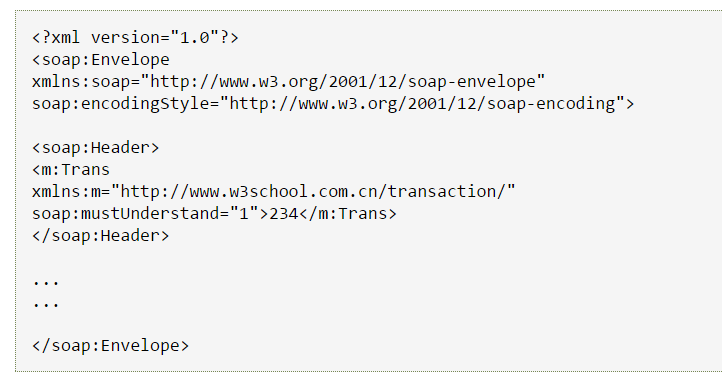 <?xml version="1.0"?>
<soap:Envelope
xmlns:soap="http://www.w3.org/2001/12/soap-envelope"
soap:encodingStyle="http://www.w3.org/2001/12/soap-encoding">
<soap:Header>
<m:Trans
xmlns:m="http://www.w3school.com.cn/transaction/"
soap:mustUnderstand="1">234</m:Trans>
</soap:Header>
...
...
</soap:Envelope>